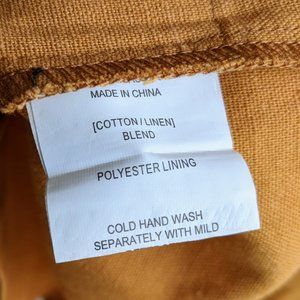 MADE IN CHINA
[COTTON/LINEN]
BLEND
POLYESTER LINING
COLD HAND WASH
SEPARATELY WITH MILD